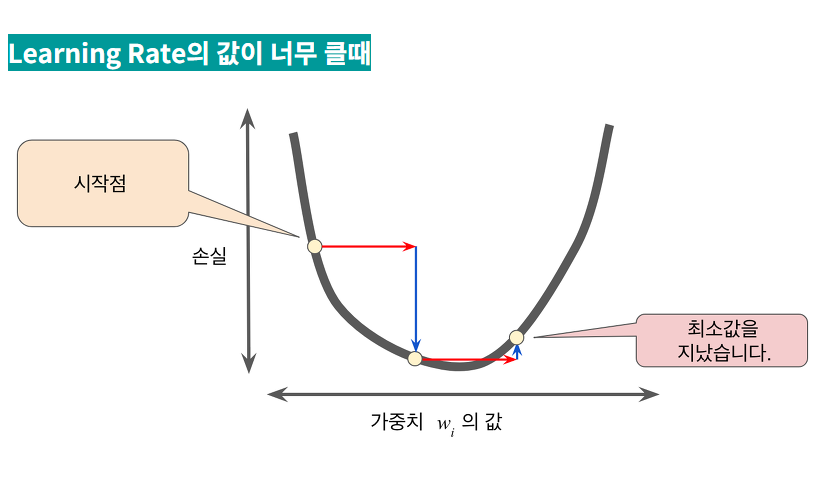 Learning Rate의 값이 너무 클때
시작점
손실
최소값을
지났습니다.
가중치 wi 의 값